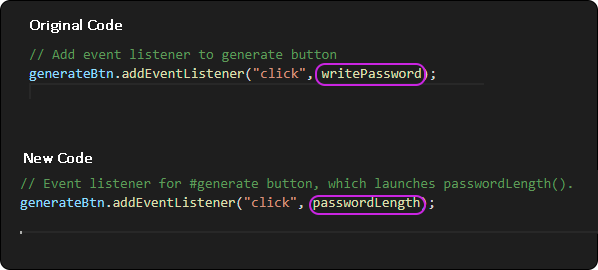 Original Code
// Add event listener to generate button
generateBtn.addEventListener("click", writePassword);
New Code
// Event listener for #generate button, which launches passwordLength().
generateBtn.addEventListener("click", passwordLength);